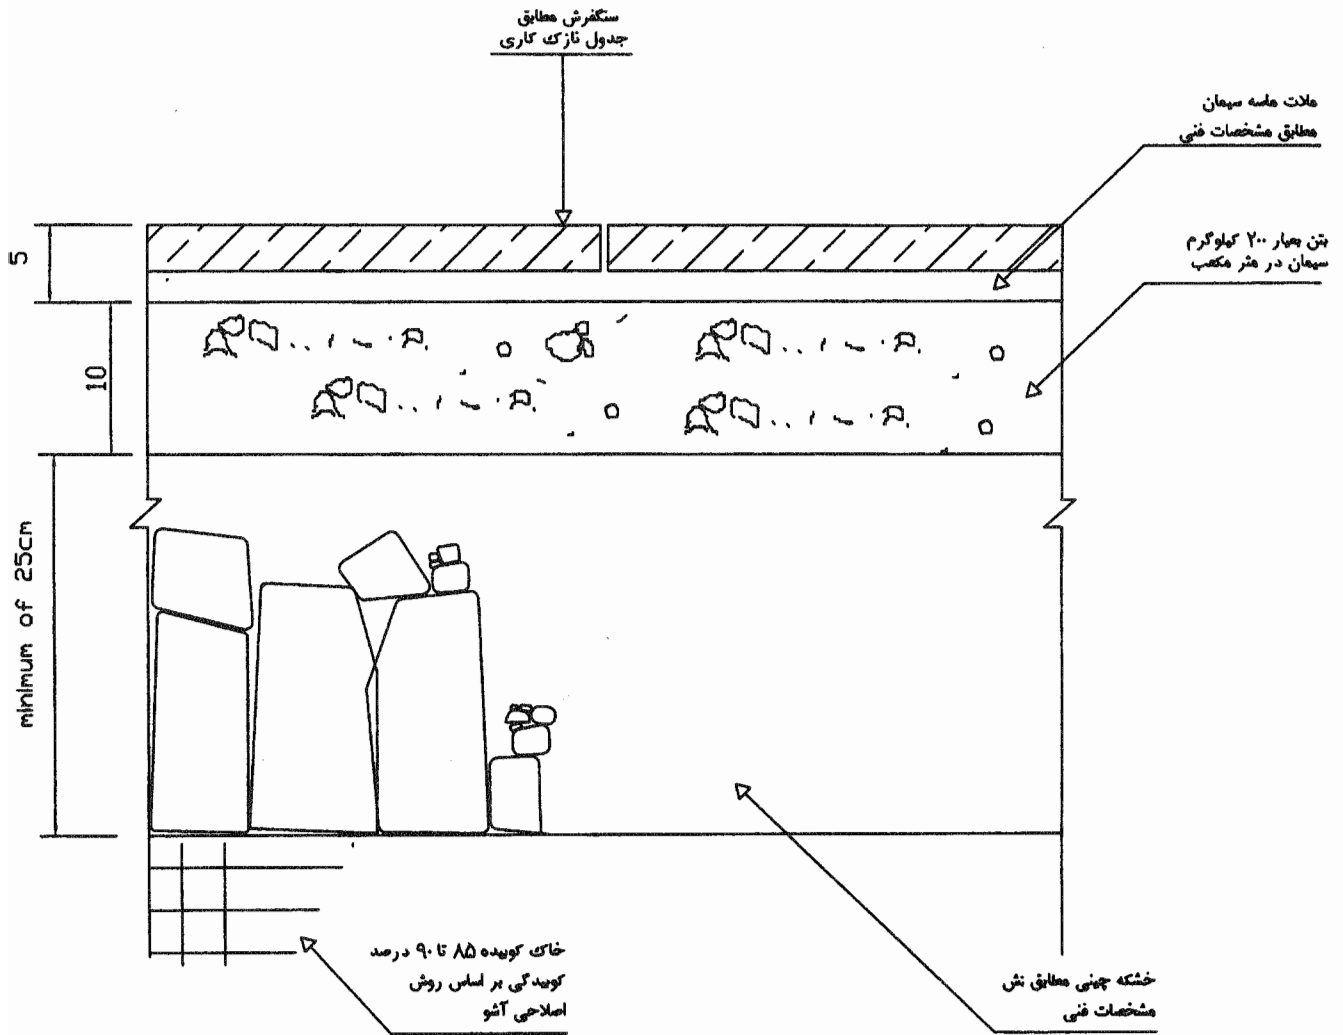 سنگفرش مطابق
جدول نازک کاری
ملات ماسه سیمان
مطابق مشخصات فنی
بتن بعیار ۲۰۰ کیلوگرم
سیمان در متر مکعب
5
10
minimum of 25cm
خاک کوبیده ۸۵ تا ۹۰ درصد
کوبیدگی بر اساس روش
اصلاحی آشو
خشکه چینی مطابق نش
مشخصات فنی